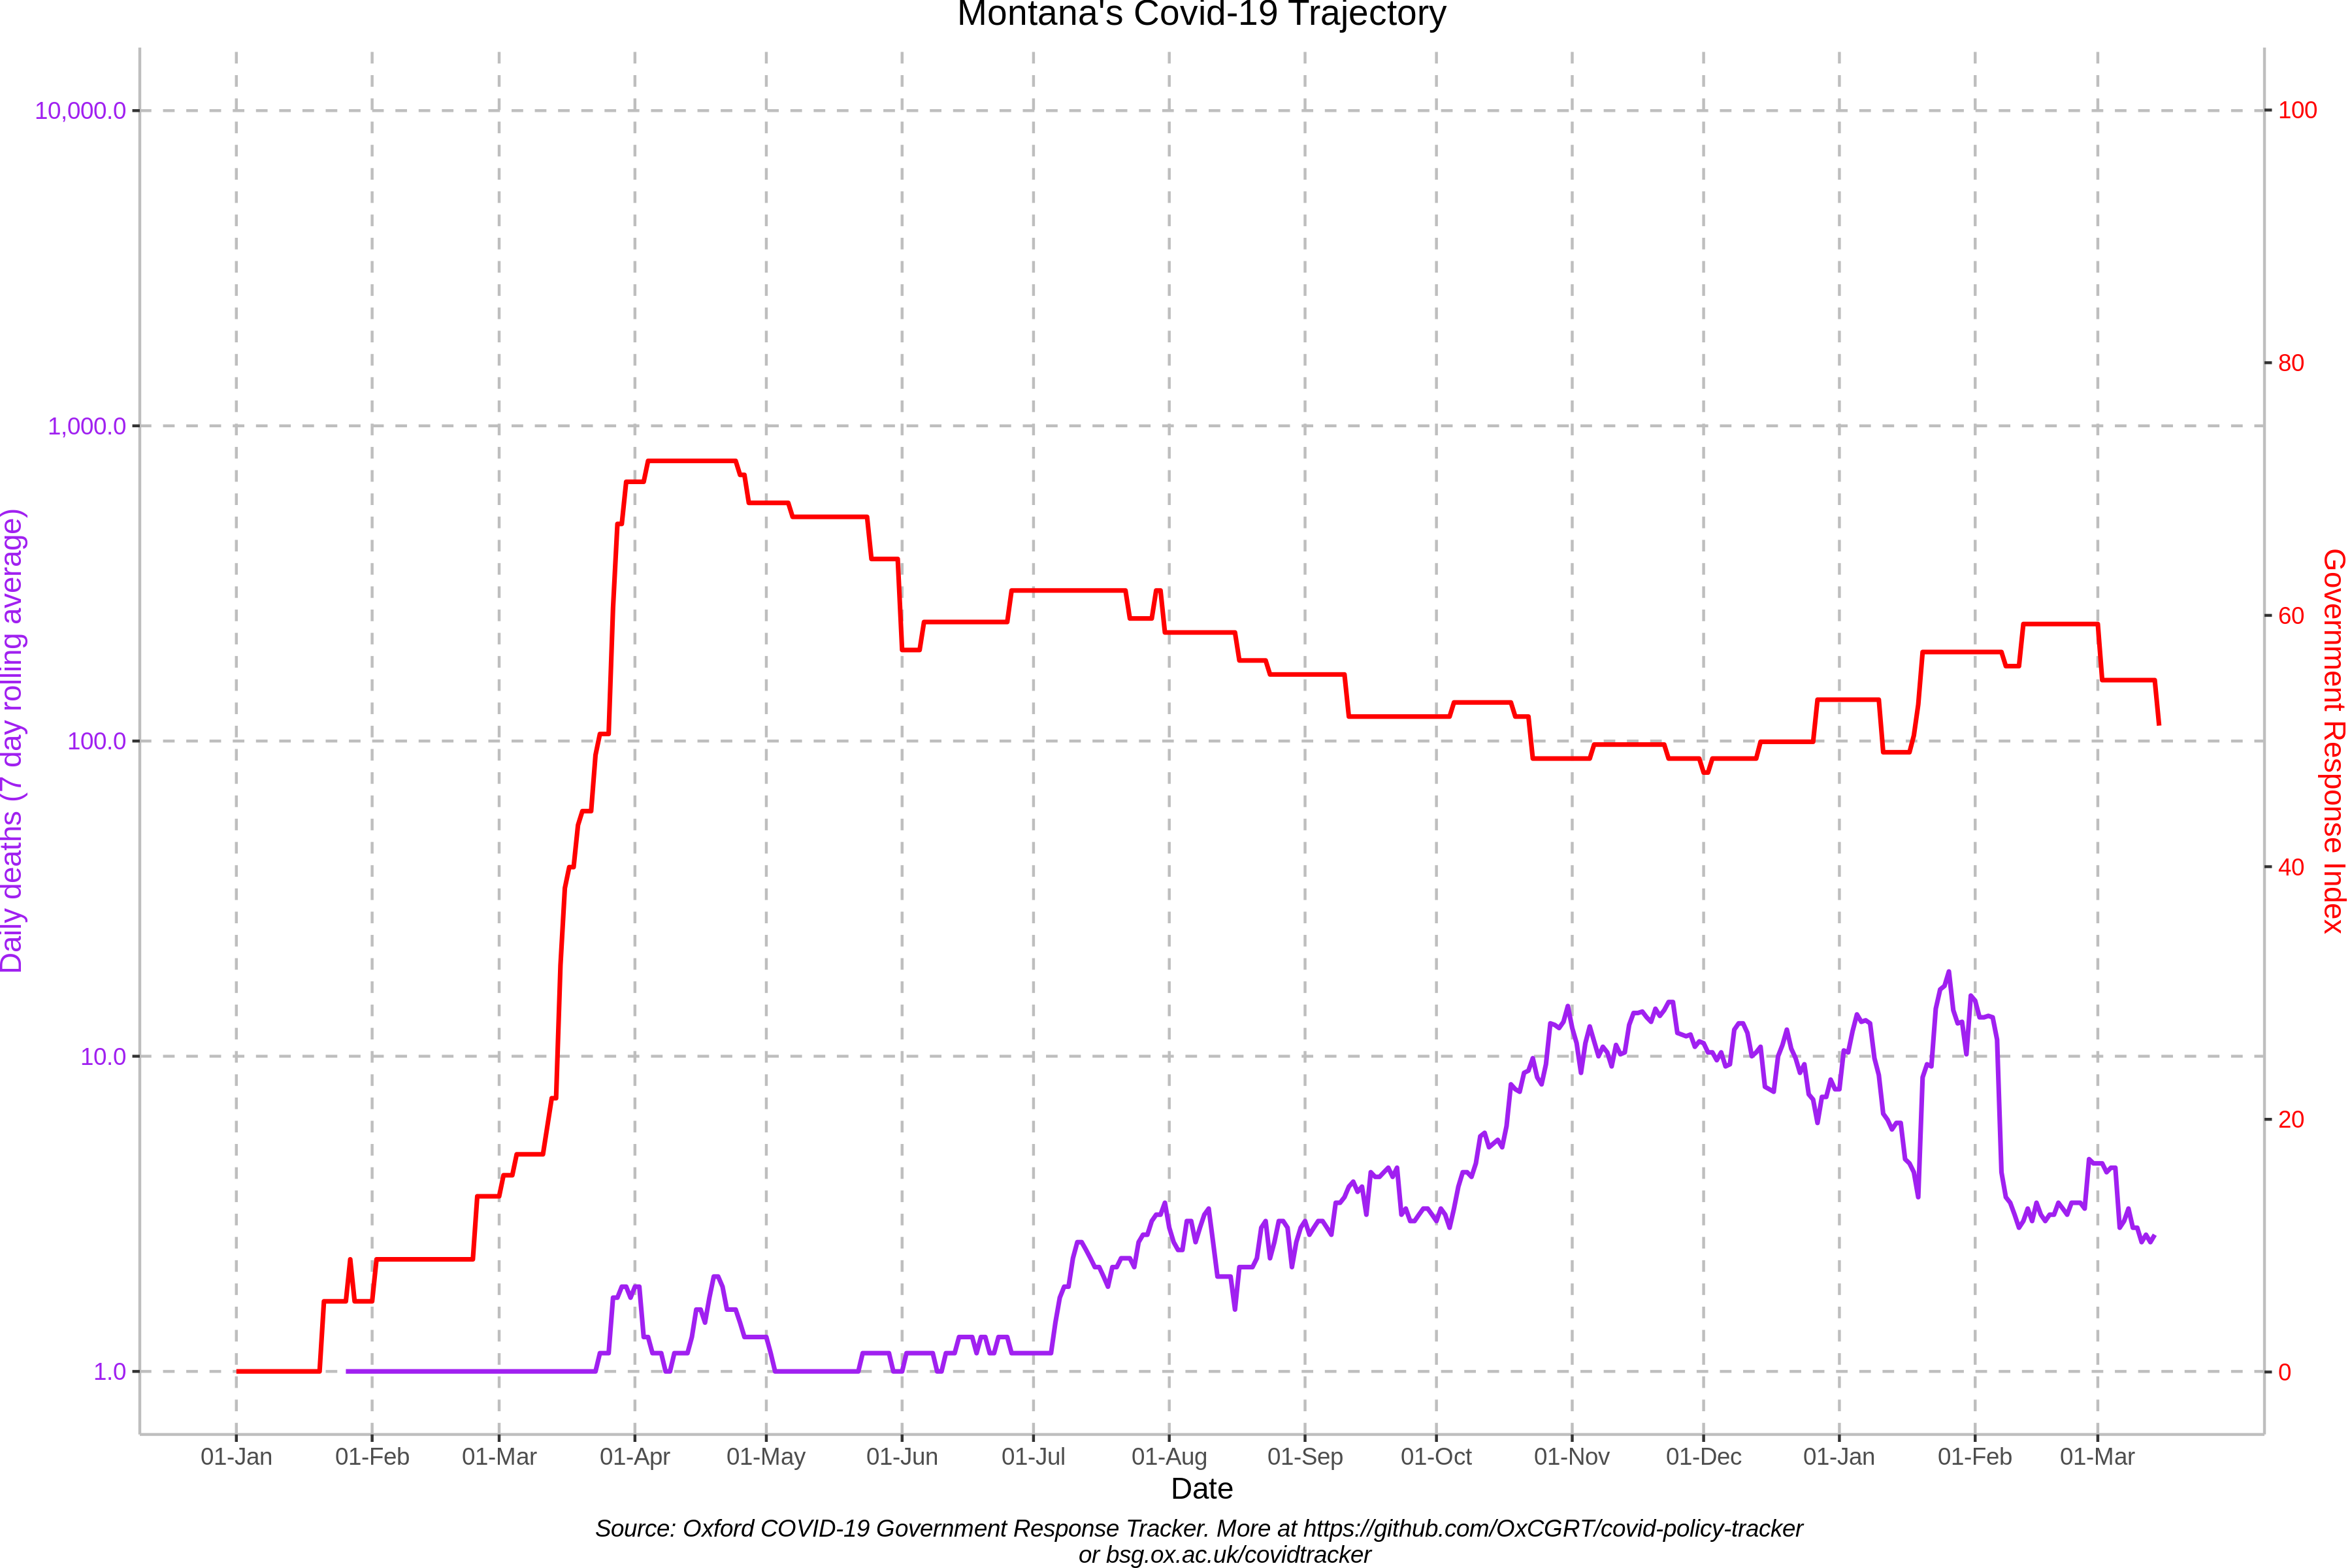 Montana's Covid-19 Trajectory
10,000.0
1,000.0
100.0
10.0
1.0
Daily deaths (7 day rolling average)
100
80
60
40
20
0
Government Response Index
01-Jan
01-Feb
01-Mar
01-Apr
01-May
01-Jun
01-Jul
01-Aug
01-Sep
01-Oct
01-Nov
01-Dec
01-Jan
01-Feb
01-Mar
Date
Source: Oxford COVID-19 Government Response Tracker. More at https://github.com/OxCGRT/covid-policy-tracker
or bsg.ox.ac.uk/covidtracker